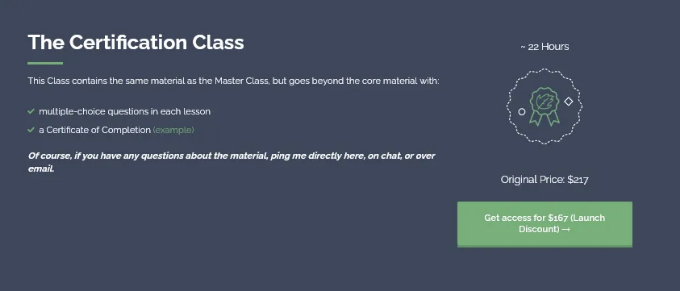 The Certification Class
This Class contains the same material as the Master Class, but goes beyond the core material with:
multiple-choice questions in each lesson
a Certificate of Completion (example)
Of course, if you have any questions about the material, ping me directly here, on chat, or over
email.
~ 22 Hours
Original Price: $217
Get access for $167 (Launch
Discount) →